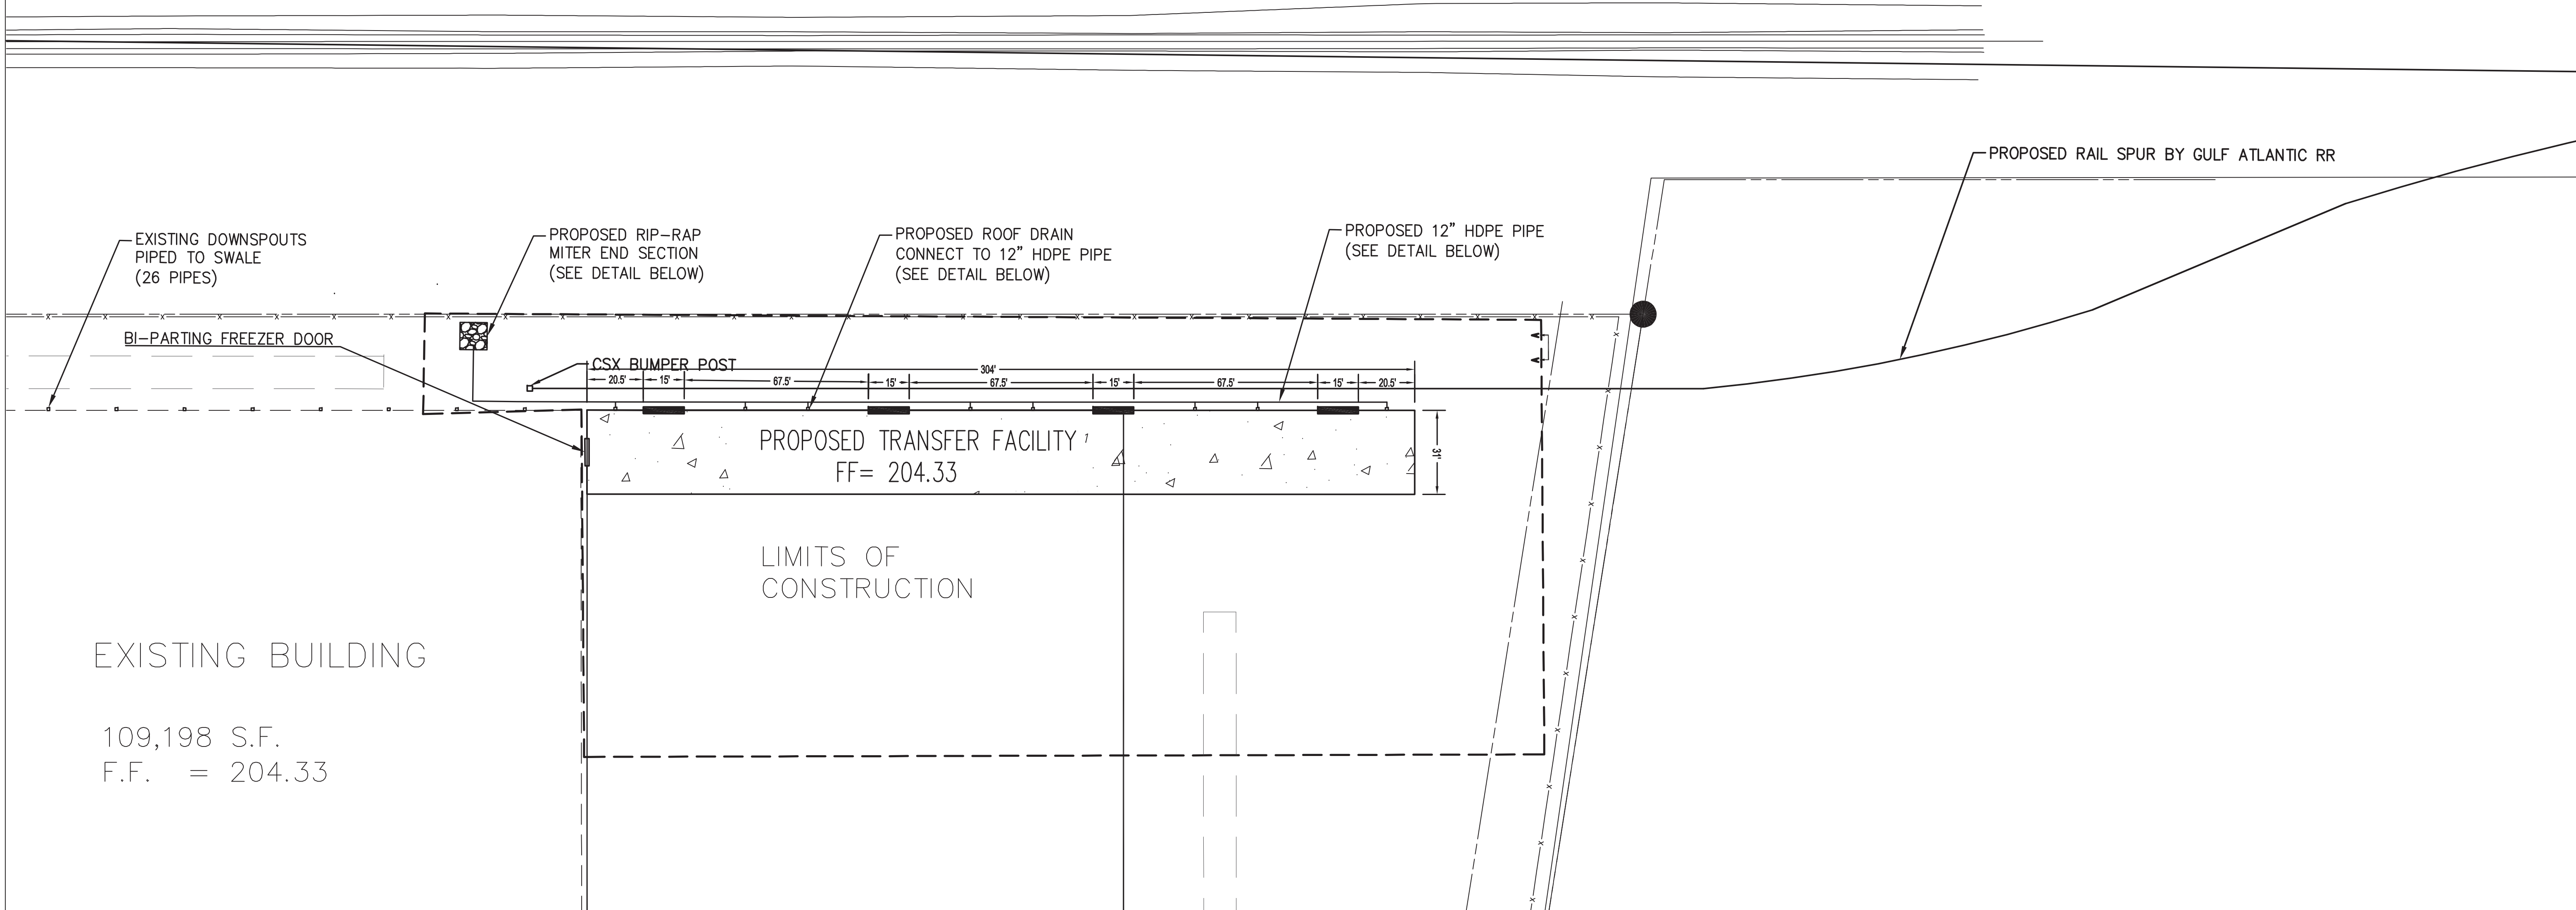 PROPOSED RAIL SPUR BY GULF ATLANTIC RR
EXISTING DOWNSPOUTS
PIPED TO SWALE
(26 PIPES)
PROPOSED RIP-RAP
MITER END SECTION
(SEE DETAIL BELOW)
PROPOSED ROOF DRAIN
CONNECT TO 12" HDPE PIPE
(SEE DETAIL BELOW)
PROPOSED 12" HDPE PIPE
(SEE DETAIL BELOW)
BI-PARTING FREEZER DOOR
CSX BUMPER POST
304'
20.5' 15' 67.5' 15' 67.5' 15' 67.5' 15' 20.5'
PROPOSED TRANSFER FACILITY 1
FF= 204.33
31'
LIMITS OF
CONSTRUCTION
EXISTING BUILDING
109,198 S.F.
F.F. = 204.33